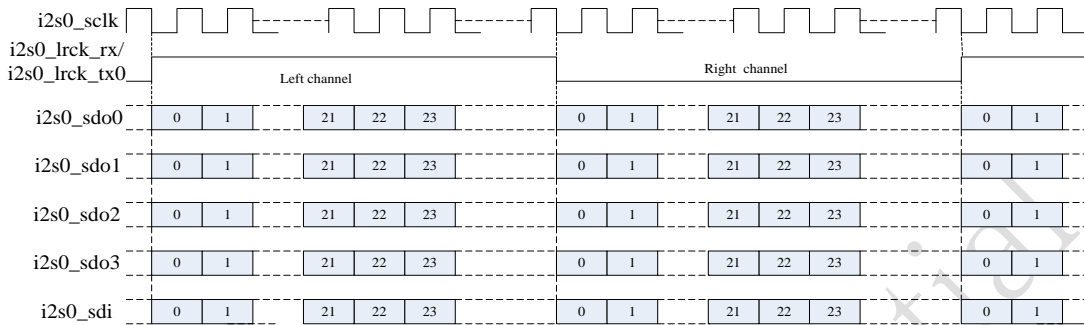 i2s0_sclk
i2s0_lrck_rx/
i2s0_lrck_tx0
Left channel
Right channel
i2s0_sdo0 0 1 21 22 23 0 1 21 22 23 0 1
i2s0_sdo1 0 1 21 22 23 0 1 21 22 23 0 1
i2s0_sdo2 0 1 21 22 23 0 1 21 22 23 0 1
i2s0_sdo3 0 1 21 22 23 0 1 21 22 23 0 1
i2s0_sdi 0 1 21 22 23 0 1 21 22 23 0 1
tial